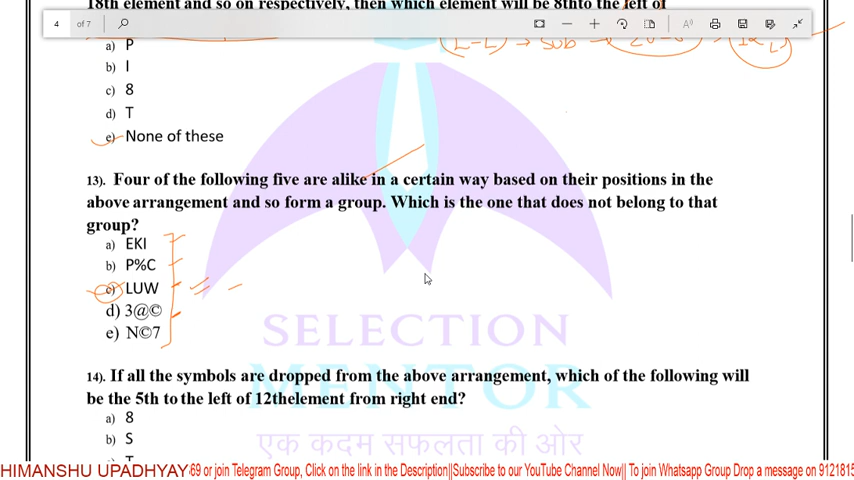 18th element and so on respectively, then which element will be 8thto the left of
4 of 7
a) P
b) I
c) 8
d) T
e) None of these
13). Four of the following five are alike in a certain way based on their positions in the
above arrangement and so form a group. Which is the one that does not belong to that
group?
a) EKI
b) P%C
c) LUW
d) 3@©
e) N©7
SELECTION
MENTOR
14). If all the symbols are dropped from the above arrangement, which of the following will
be the 5th to the left of 12thelement from right end?
a) 8
b) S
एक कदम सफलता की ओर
HIMANSHU UPADHYAY 69 or join Telegram Group, Click on the link in the Description||Subscribe to our YouTube Channel Now|| To join Whatsapp Group Drop a message on 9121815